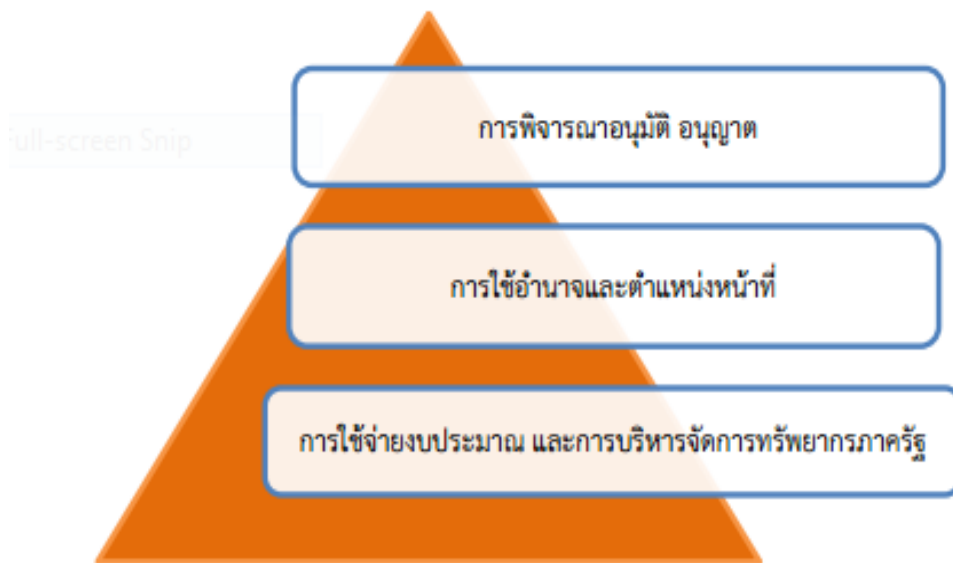 การพิจารณาอนุมัติ อนุญาต
Full-screen Snip
การใช้อำนาจและตำแหน่งหน้าที่
การใช้จ่ายงบประมาณ และการบริหารจัดการทรัพยากรภาครัฐ